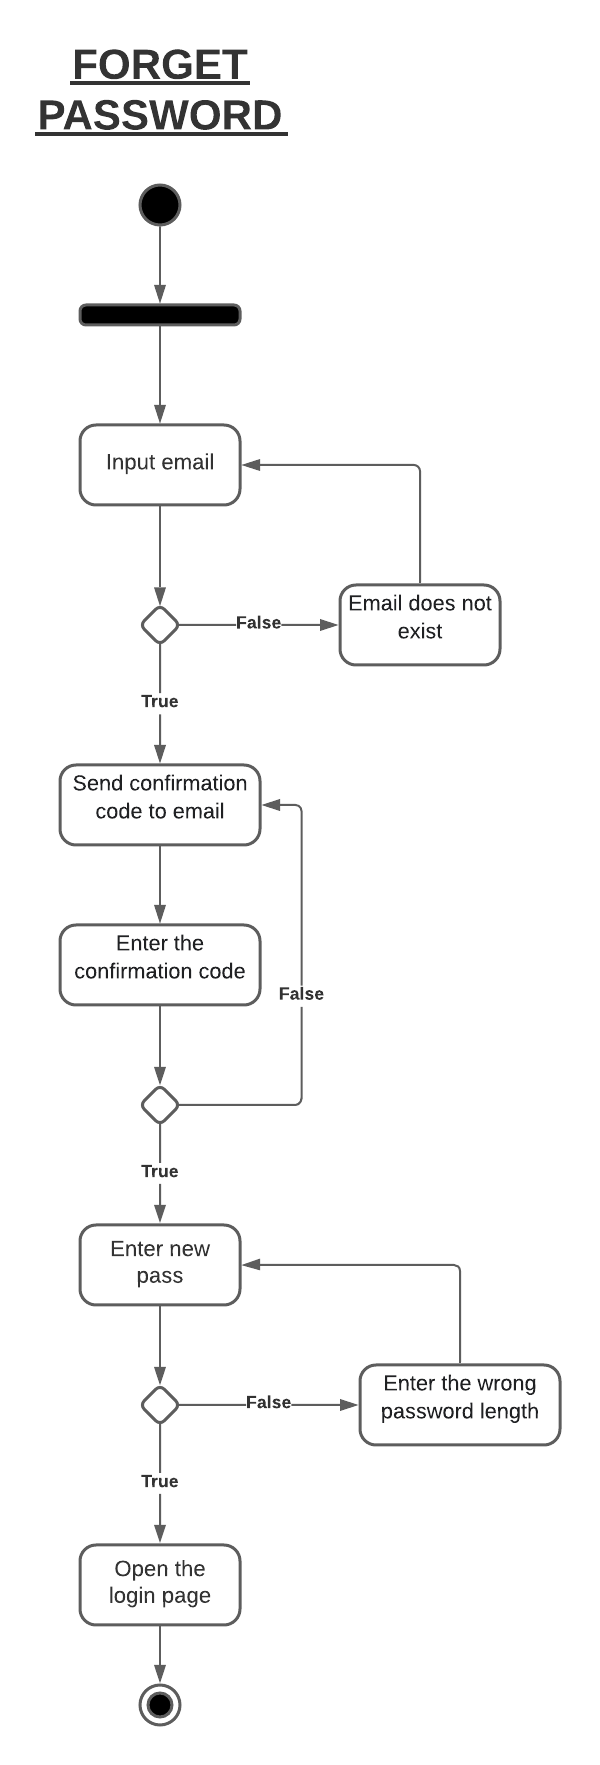 FORGET
PASSWORD
Input email
False
Email does not
exist
True
Send confirmation
code to email
Enter the
confirmation code
False
True
Enter new
pass
False
Enter the wrong
password length
True
Open the
login page